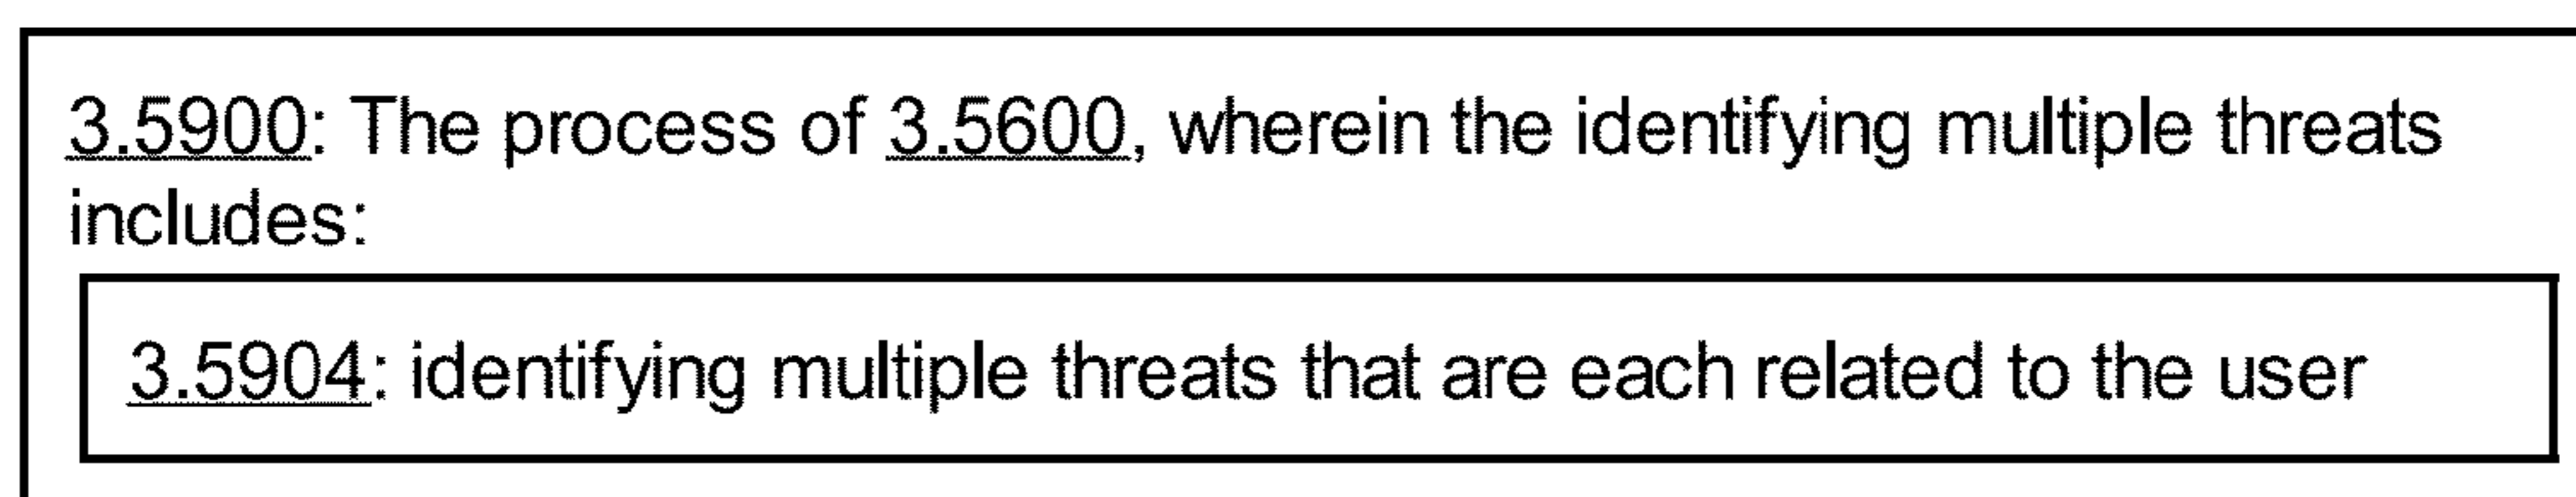 3.5900: The process of 3.5600, wherein the identifying multiple threats
includes:
3.5904: identifying multiple threats that are each related to the user